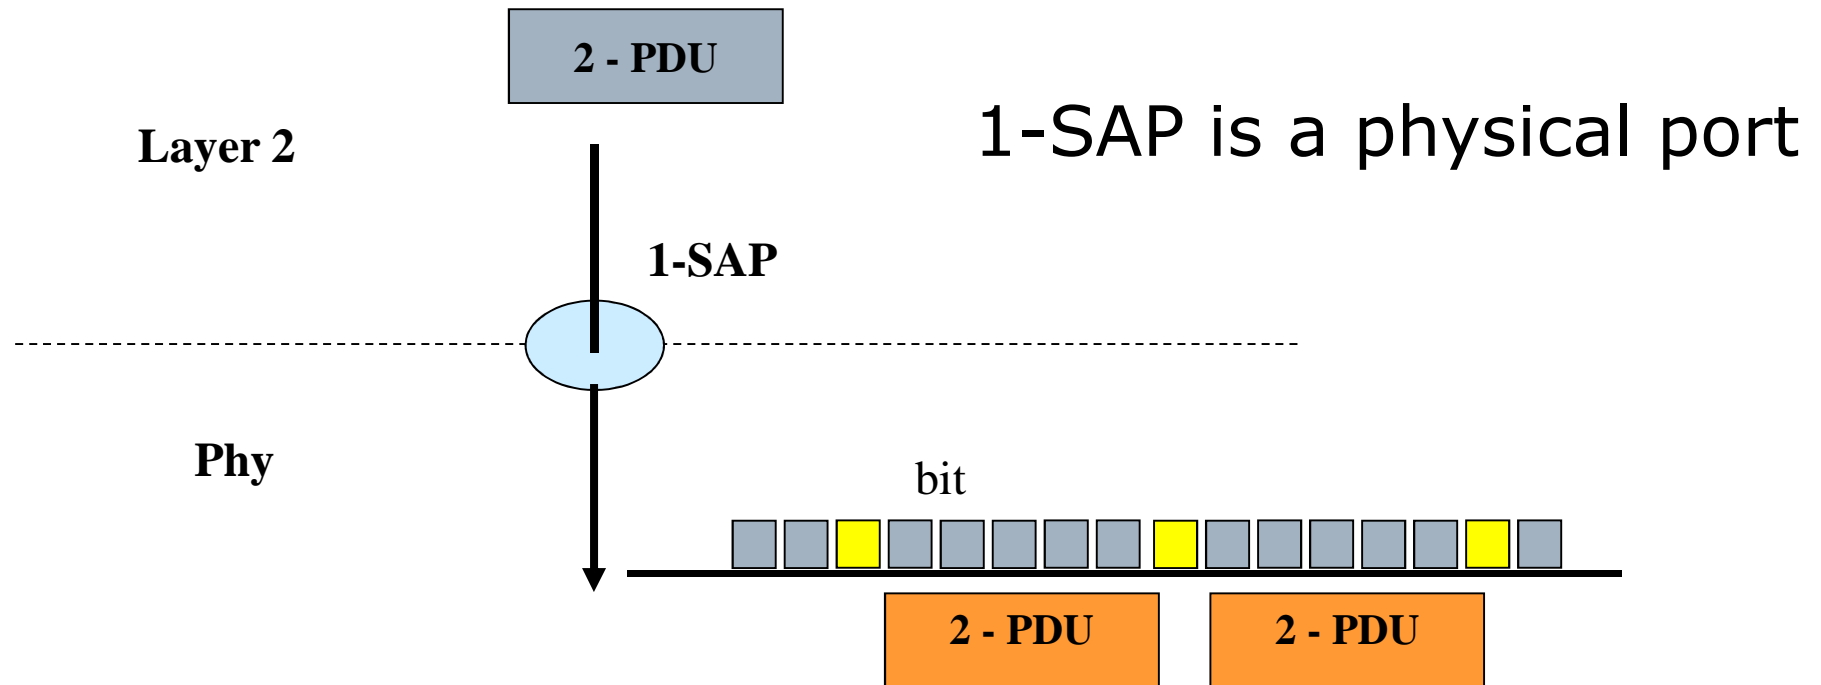 2 - PDU
1-SAP is a physical port
Layer 2
1-SAP
Phy
bit
2 - PDU
2 - PDU